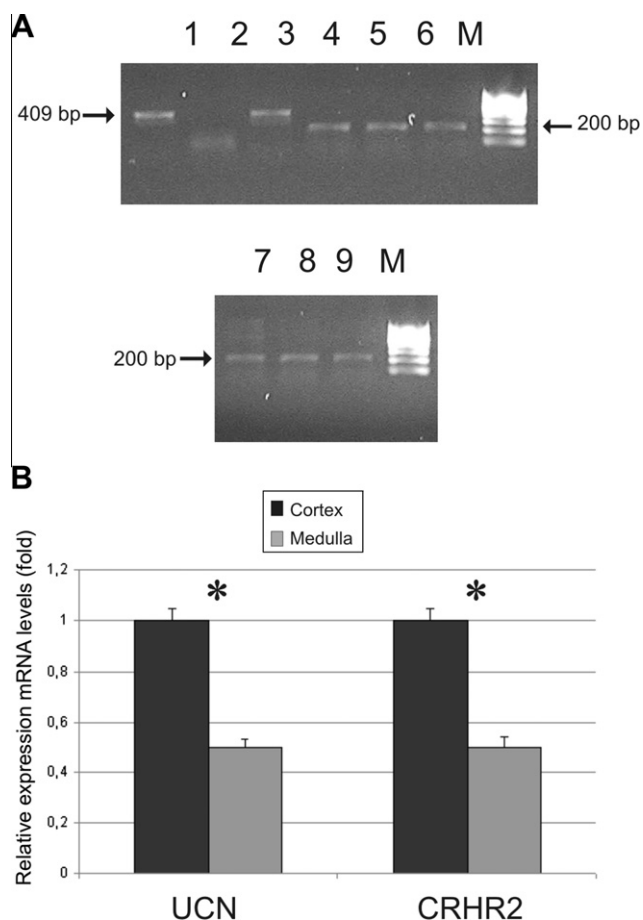 A
1 2 3 4 5 6 M
409 bp
200 bp
7 8 9 M
200 bp
B
Cortex
Medulla
Relative expression mRNA levels (fold)
1,2
1
0,8
0,6
0,4
0,2
0
*
*
UCN
CRHR2